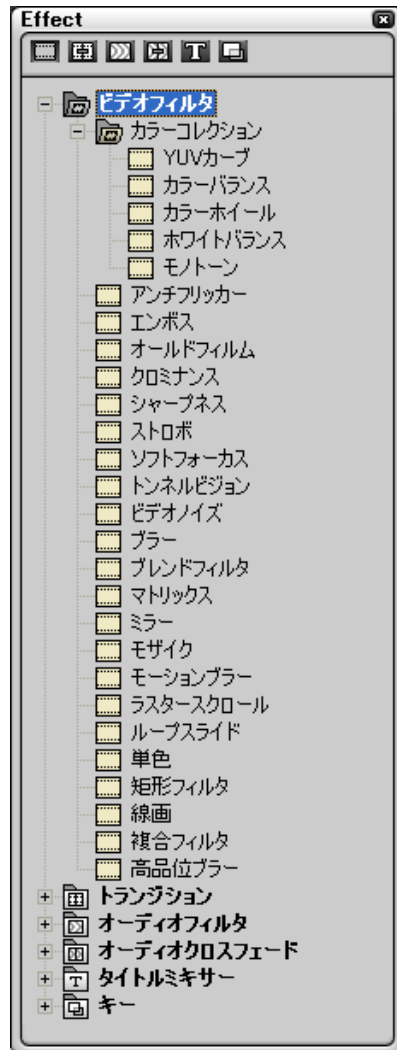 Effect
T
ビデオフィルタ
カラーコレクション
YUVカーブ
カラーバランス
カラーホイール
ホワイトバランス
モノトーン
アンチフリッカー
エンボス
オールドフィルム
クロミナンス
シャープネス
ストロボ
ソフトフォーカス
トンネルビジョン
ビデオノイズ
ブラー
ブレンドフィルタ
マトリックス
ミラー
モザイク
モーションブラー
ラスタースクロール
ループスライド
単色
矩形フィルタ
線画
複合フィルタ
高品位ブラー
トランジション
オーディオフィルタ
オーディオクロスフェード
T タイトルミキサー
キー